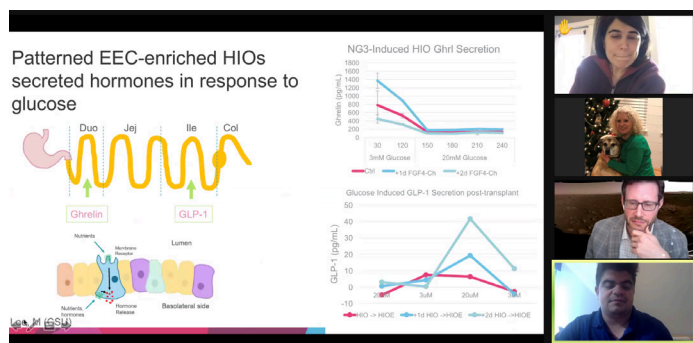 Patterned EEC-enriched HIOs
secreted hormones in response to
glucose
Duo Jej Ile Col
Ghrelin GLP-1
Nutrients
Membrane
Receptor
Lumen
Nutrients,
hormones
Hormone
Release
Basolateral side
NG3-Induced HIO Ghrl Secretion
Ghrelin (pg/mL)
1800
1600
1400
1200
1000
800
600
400
200
0
30 120 150 180 210 240
3mM Glucose 20mM Glucose
Ctl +1d FGF4-Ch +2d FGF4-Ch
Glucose Induced GLP-1 Secretion post-transplant
GLP-1 (pg/mL)
50
40
30
20
10
0
-10
3uM 20uM
HIO -> HIOE +1d HIO ->HIOE +2d HIO ->HIOE